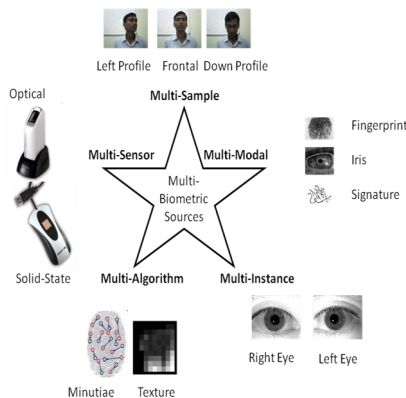 Left Profile Frontal Down Profile
Optical
Multi-Sample
Multi-Sensor
Multi-Modal
Fingerprint
Iris
Signature
Multi-
Biometric
Sources
Solid-State
Multi-Algorithm
Multi-Instance
Right Eye
Left Eye
Minutiae
Texture